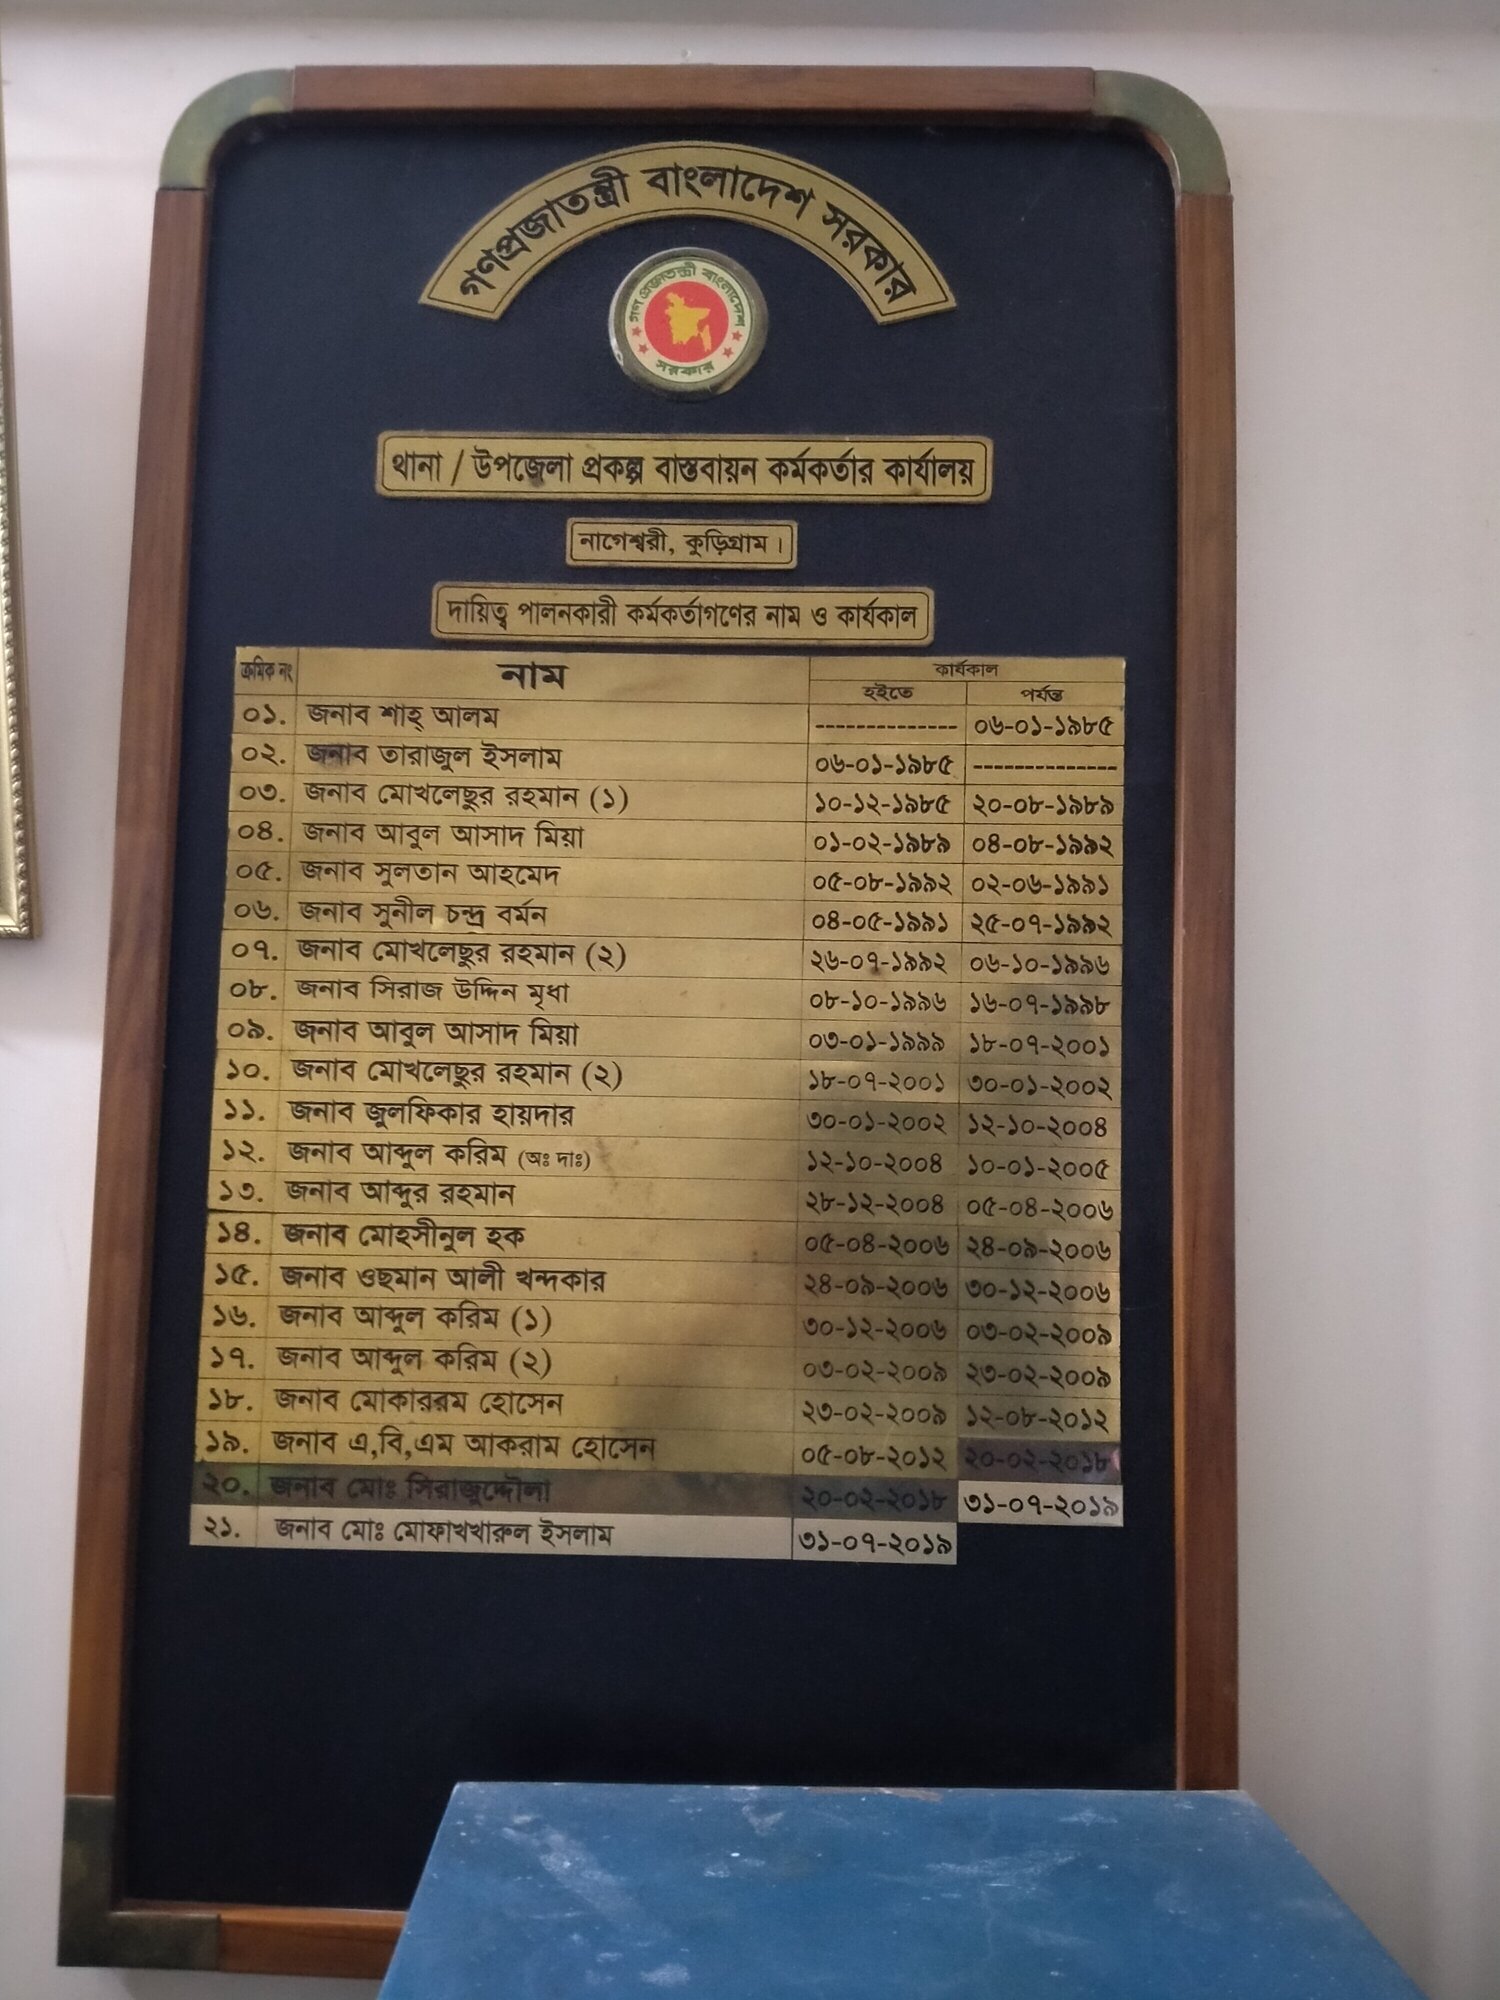 গণপ্রজাতন্ত্রী বাংলাদেশ সরকার
গণ প্রজাতন্ত্রী বাংলাদেশ
সরকার
থানা / উপজেলা প্রকল্প বাস্তবায়ন কর্মকর্তার কার্যালয়
নাগেশ্বরী, কুড়িগ্রাম।
দায়িত্ব পালনকারী কর্মকর্তাগণের নাম ও কার্যকাল
ক্রমিক নং নাম কার্যকাল
হইতে পর্যন্ত
০১. জনাব শাহ্ আলম -------------- ০৬-০১-১৯৮৫
০২. জনাব তারাজুল ইসলাম ০৬-০১-১৯৮৫ --------------
০৩. জনাব মোখলেছুর রহমান (১) ১০-১২-১৯৮৫ ২০-০৮-১৯৮৯
০৪. জনাব আবুল আসাদ মিয়া ০১-০২-১৯৮৯ ০৪-০৮-১৯৯২
০৫. জনাব সুলতান আহমেদ ০৫-০৮-১৯৯২ ০২-০৬-১৯৯১
০৬. জনাব সুনীল চন্দ্র বর্মন ০৪-০৫-১৯৯১ ২৫-০৭-১৯৯২
০৭. জনাব মোখলেছুর রহমান (২) ২৬-০৭-১৯৯২ ০৬-১০-১৯৯৬
০৮. জনাব সিরাজ উদ্দিন মৃধা ০৮-১০-১৯৯৬ ১৬-০৭-১৯৯৮
০৯. জনাব আবুল আসাদ মিয়া ০৩-০১-১৯৯৯ ১৮-০৭-২০০১
১০. জনাব মোখলেছুর রহমান (২) ১৮-০৭-২০০১ ৩০-০১-২০০২
১১. জনাব জুলফিকার হায়দার ৩০-০১-২০০২ ১২-১০-২০০৪
১২. জনাব আব্দুল করিম (অঃ দাঃ) ১২-১০-২০০৪ ১০-০১-২০০৫
১৩. জনাব আব্দুর রহমান ২৮-১২-২০০৪ ০৫-০৪-২০০৬
১৪. জনাব মোহসীনুল হক ০৫-০৪-২০০৬ ২৪-০৯-২০০৬
১৫. জনাব ওছমান আলী খন্দকার ২৪-০৯-২০০৬ ৩০-১২-২০০৬
১৬. জনাব আব্দুল করিম (১) ৩০-১২-২০০৬ ০৩-০২-২০০৯
১৭. জনাব আব্দুল করিম (২) ০৩-০২-২০০৯ ২৩-০২-২০০৯
১৮. জনাব মোকাররম হোসেন ২৩-০২-২০০৯ ১২-০৮-২০১২
১৯. জনাব এ,বি,এম আকরাম হোসেন ০৫-০৮-২০১২ ২০-০২-২০১৮
২০. জনাব মোঃ সিরাজুদ্দৌলা ২০-০২-২০১৮ ৩১-০৭-২০১৯
২১. জনাব মোঃ মোফাখখারুল ইসলাম ৩১-০৭-২০১৯